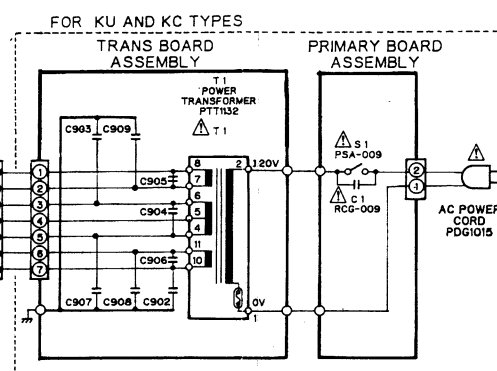 FOR KU AND KC TYPES
TRANS BOARD
ASSEMBLY
PRIMARY BOARD
ASSEMBLY
T1
POWER
TRANSFORMER
PTT1132
T1
C903 C909
S1
PSA-009
C1
RCG-009
AC POWER
CORD
PDG1015
1
2
3
4
5
6
7
C905
C904
C906
C907 C908 C902
8
7
6
5
4
11
10
2 120V
0V
1
2
1